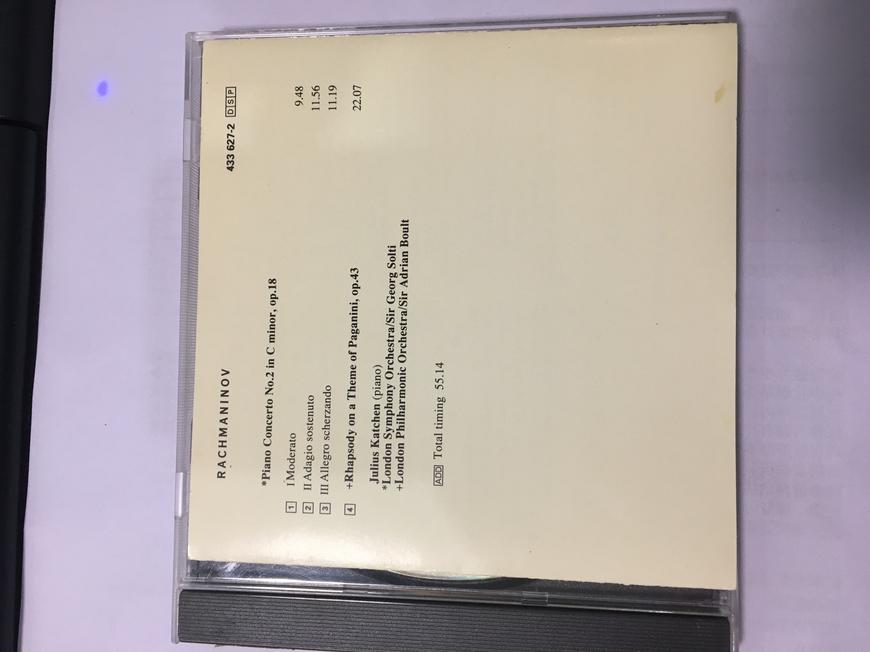 433 627-2 DSP
RACHMANINOV
*Piano Concerto No.2 in C minor, op.18
1 I Moderato 9.48
2 II Adagio sostenuto 11.56
3 III Allegro scherzando 11.19
4 +Rhapsody on a Theme of Paganini, op.43 22.07
Julius Katchen (piano)
*London Symphony Orchestra/Sir Georg Solti
+London Philharmonic Orchestra/Sir Adrian Boult
ADD Total timing 55.14